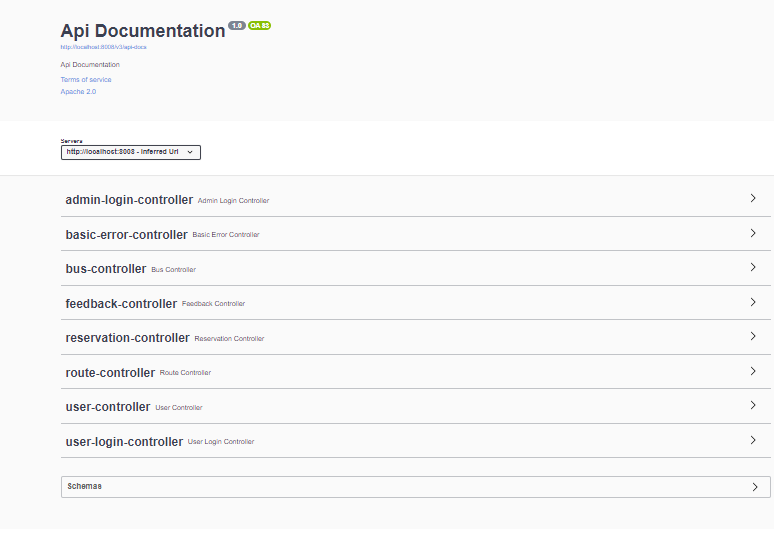 Api Documentation 1.0 OA S3
http://localhost:8008/v3/api-docs
Api Documentation
Terms of service
Apache 2.0
Servers
http://localhost:8008 - Inferred Url
admin-login-controller Admin Login Controller
basic-error-controller Basic Error Controller
bus-controller Bus Controller
feedback-controller Feedback Controller
reservation-controller Reservation Controller
route-controller Route Controller
user-controller User Controller
user-login-controller User Login Controller
Schemas